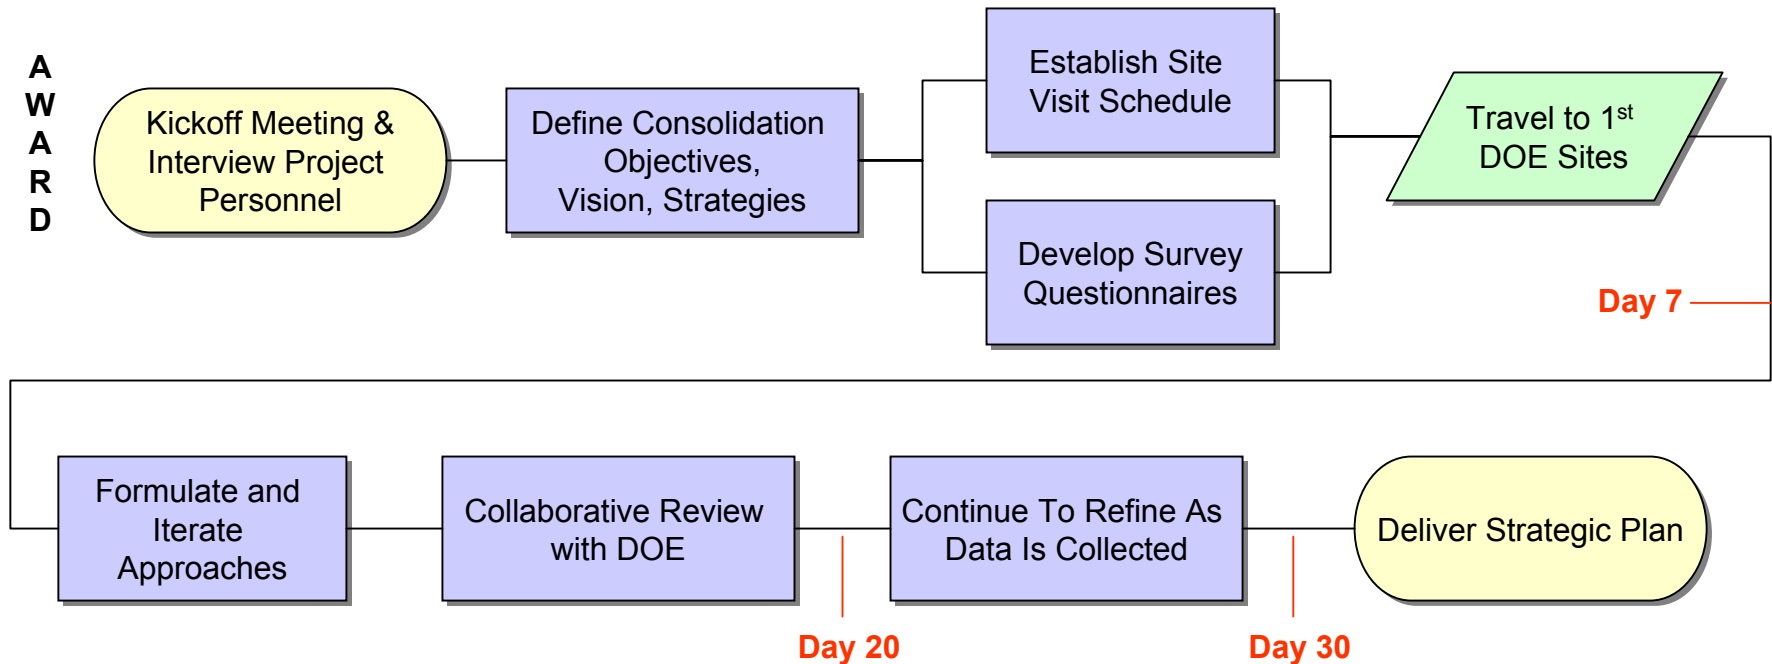 A
W
A
R
D
Kickoff Meeting &
Interview Project
Personnel
Define Consolidation
Objectives,
Vision, Strategies
Establish Site
Visit Schedule
Develop Survey
Questionnaires
Travel to 1st
DOE Sites
Day 7
Formulate and
Iterate
Approaches
Collaborative Review
with DOE
Continue To Refine As
Data Is Collected
Deliver Strategic Plan
Day 20
Day 30